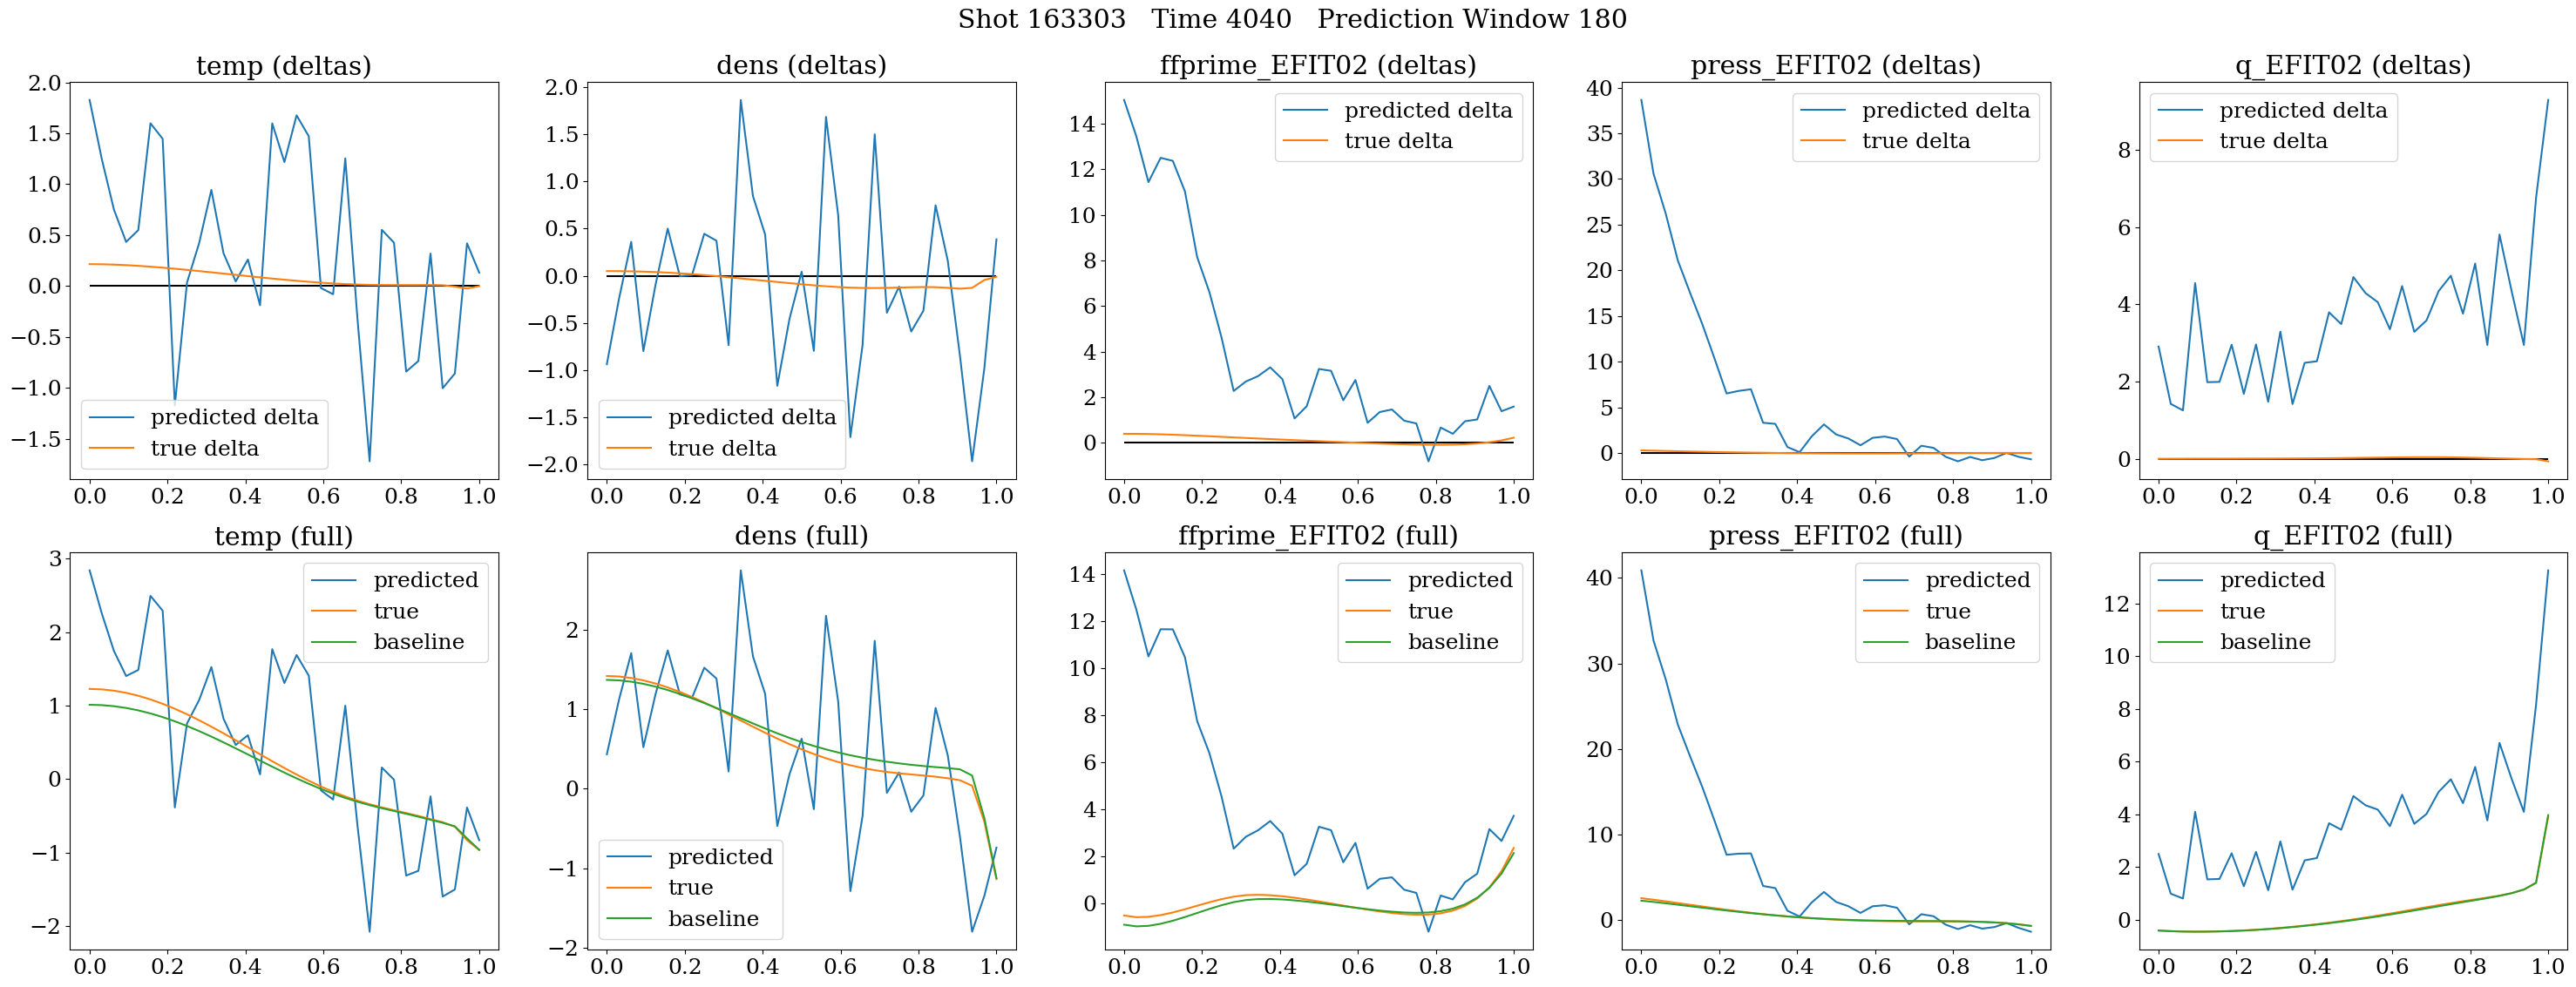 Shot 163303   Time 4040   Prediction Window 180
temp (deltas)
2.0
1.5
1.0
0.5
0.0
−0.5
−1.0
−1.5
predicted delta
true delta
0.0 0.2 0.4 0.6 0.8 1.0
dens (deltas)
2.0
1.5
1.0
0.5
0.0
−0.5
−1.0
−1.5
−2.0
predicted delta
true delta
0.0 0.2 0.4 0.6 0.8 1.0
ffprime_EFIT02 (deltas)
14
12
10
8
6
4
2
0
predicted delta
true delta
0.0 0.2 0.4 0.6 0.8 1.0
press_EFIT02 (deltas)
40
35
30
25
20
15
10
5
0
predicted delta
true delta
0.0 0.2 0.4 0.6 0.8 1.0
q_EFIT02 (deltas)
8
6
4
2
0
predicted delta
true delta
0.0 0.2 0.4 0.6 0.8 1.0
temp (full)
3
2
1
0
−1
−2
predicted
true
baseline
0.0 0.2 0.4 0.6 0.8 1.0
dens (full)
2
1
0
−1
−2
predicted
true
baseline
0.0 0.2 0.4 0.6 0.8 1.0
ffprime_EFIT02 (full)
14
12
10
8
6
4
2
0
predicted
true
baseline
0.0 0.2 0.4 0.6 0.8 1.0
press_EFIT02 (full)
40
30
20
10
0
predicted
true
baseline
0.0 0.2 0.4 0.6 0.8 1.0
q_EFIT02 (full)
12
10
8
6
4
2
0
predicted
true
baseline
0.0 0.2 0.4 0.6 0.8 1.0